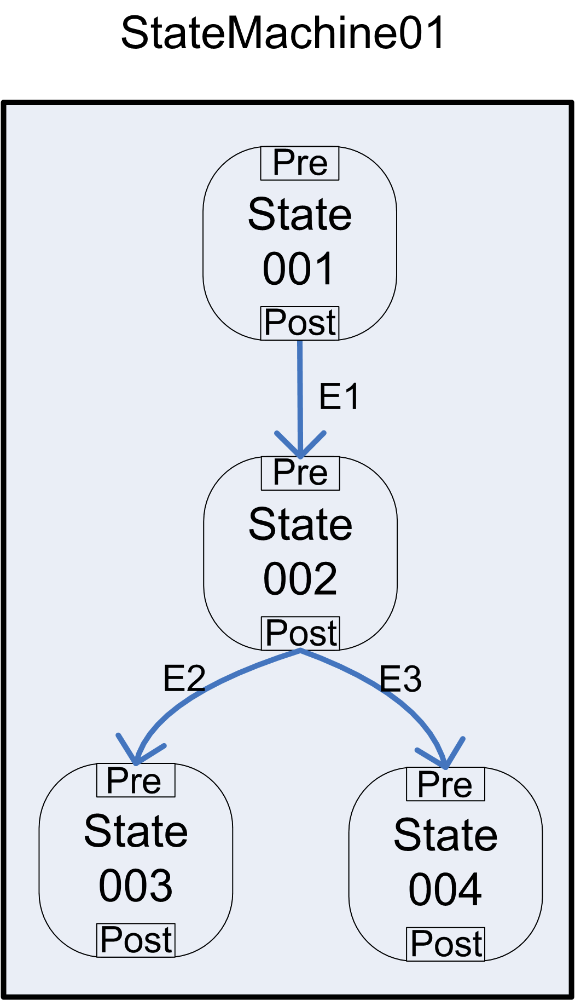 StateMachine01
Pre
State
001
Post
E1
Pre
State
002
Post
E2
E3
Pre
State
003
Post
Pre
State
004
Post